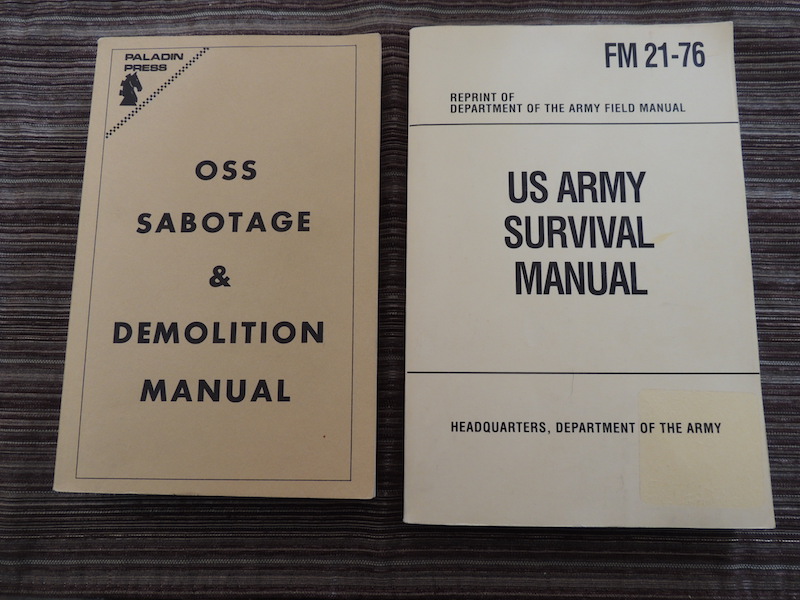 PALADIN
PRESS
OSS
SABOTAGE
&
DEMOLITION
MANUAL
FM 21-76
REPRINT OF
DEPARTMENT OF THE ARMY FIELD MANUAL
US ARMY
SURVIVAL
MANUAL
HEADQUARTERS, DEPARTMENT OF THE ARMY